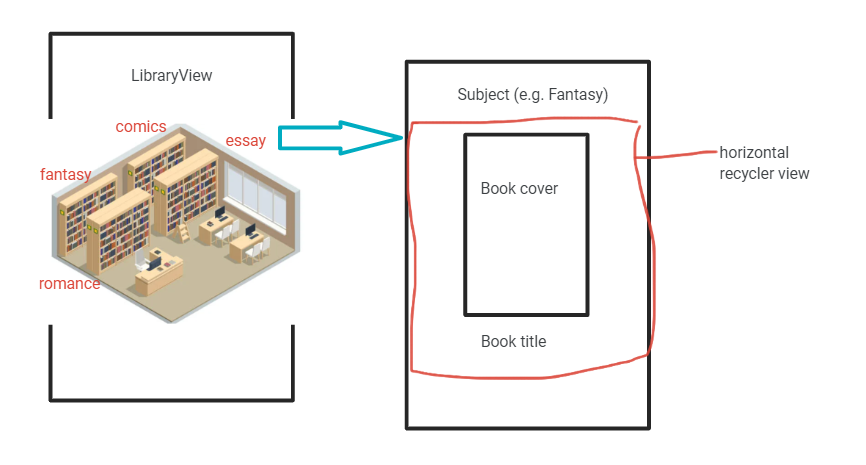 LibraryView
comics
essay
fantasy
romance
Subject (e.g. Fantasy)
Book cover
Book title
horizontal
recycler view